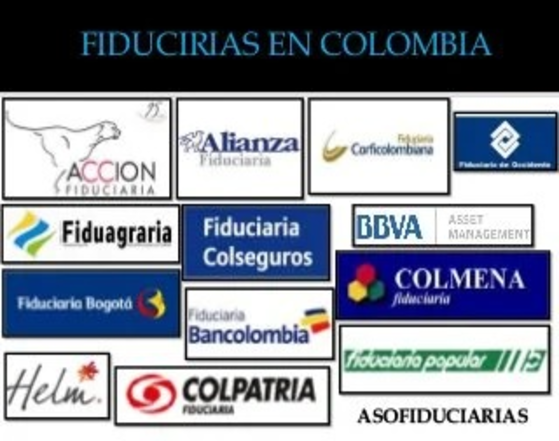 FIDUCIRIAS EN COLOMBIA
ACCION
FIDUCIARIA
Alianza
Fiduciaria
Fiduciaria
Corficolombiana
Fiduciaria de Occidente
Fiduagraria
Fiduciaria
Colseguros
BBVA
ASSET
MANAGEMENT
Fiduciaria Bogotá
Fiduciaria
Bancolombia
COLMENA
fiduciaria
Helm.
COLPATRIA
FIDUCIARIA
fiduciaria popular
ASOFIDUCIARIAS